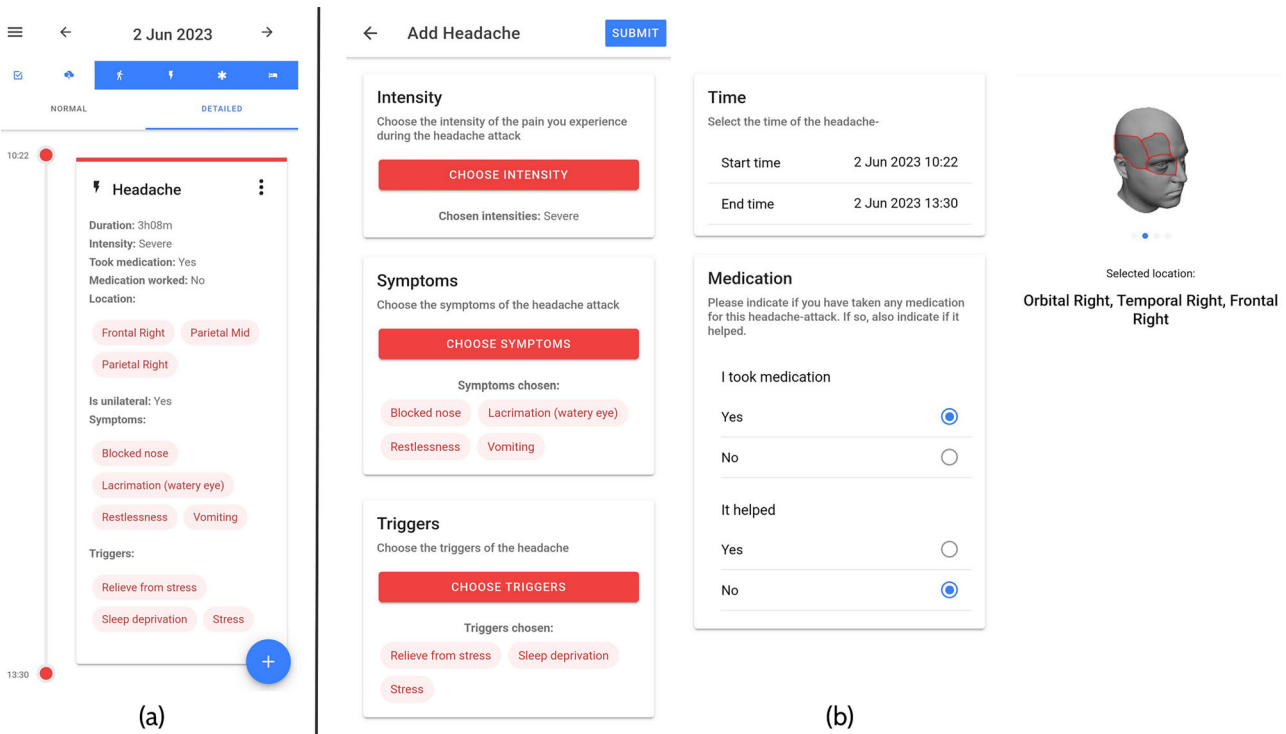 2 Jun 2023
NORMAL
DETAILED
10:22
Headache
Duration: 3h08m
Intensity: Severe
Took medication: Yes
Medication worked: No
Location:
Frontal Right
Parietal Mid
Parietal Right
Is unilateral: Yes
Symptoms:
Blocked nose
Lacrimation (watery eye)
Restlessness
Vomiting
Triggers:
Relieve from stress
Sleep deprivation
Stress
+
13:30
(a)
Add Headache
SUBMIT
Intensity
Choose the intensity of the pain you experience
during the headache attack
CHOOSE INTENSITY
Chosen intensities: Severe
Symptoms
Choose the symptoms of the headache attack
CHOOSE SYMPTOMS
Symptoms chosen:
Blocked nose
Lacrimation (watery eye)
Restlessness
Vomiting
Triggers
Choose the triggers of the headache
CHOOSE TRIGGERS
Triggers chosen:
Relieve from stress
Sleep deprivation
Stress
Time
Select the time of the headache-
Start time
2 Jun 2023 10:22
End time
2 Jun 2023 13:30
Medication
Please indicate if you have taken any medication
for this headache-attack. If so, also indicate if it
helped.
I took medication
Yes
No
It helped
Yes
No
Selected location:
Orbital Right, Temporal Right, Frontal
Right
(b)